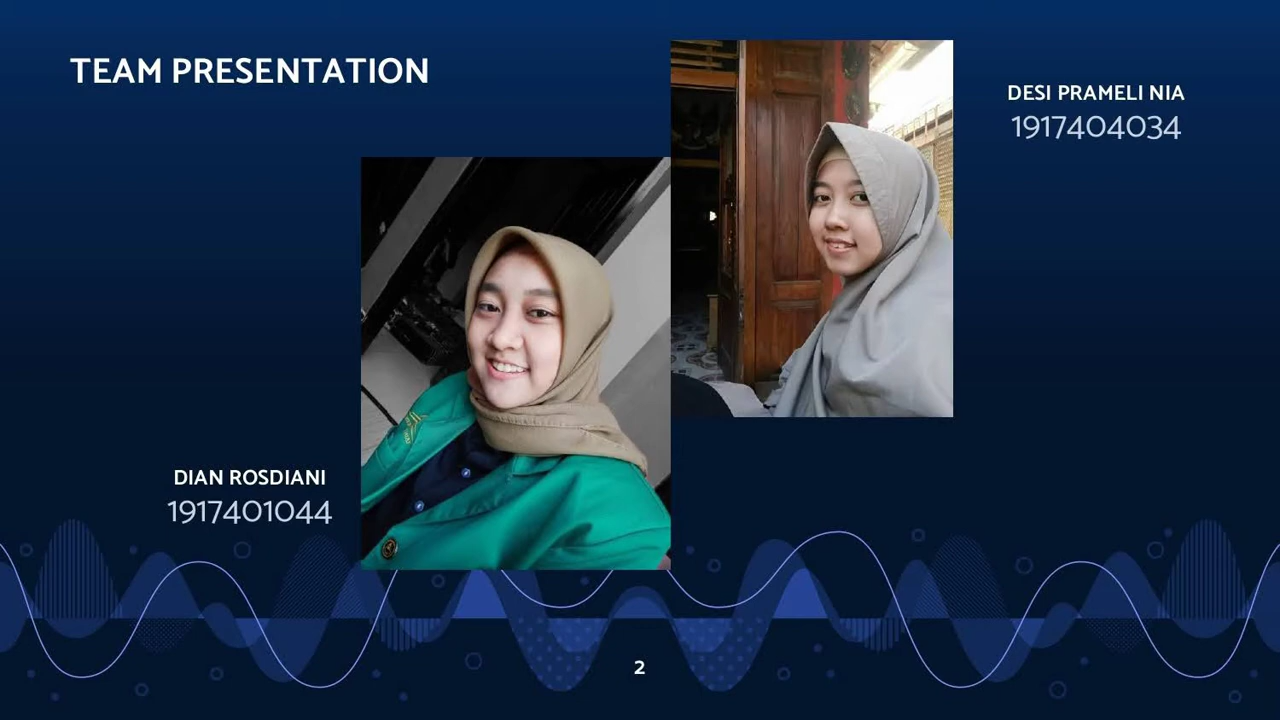 TEAM PRESENTATION
DESI PRAMELI NIA
1917404034
DIAN ROSDIANI
1917401044
2